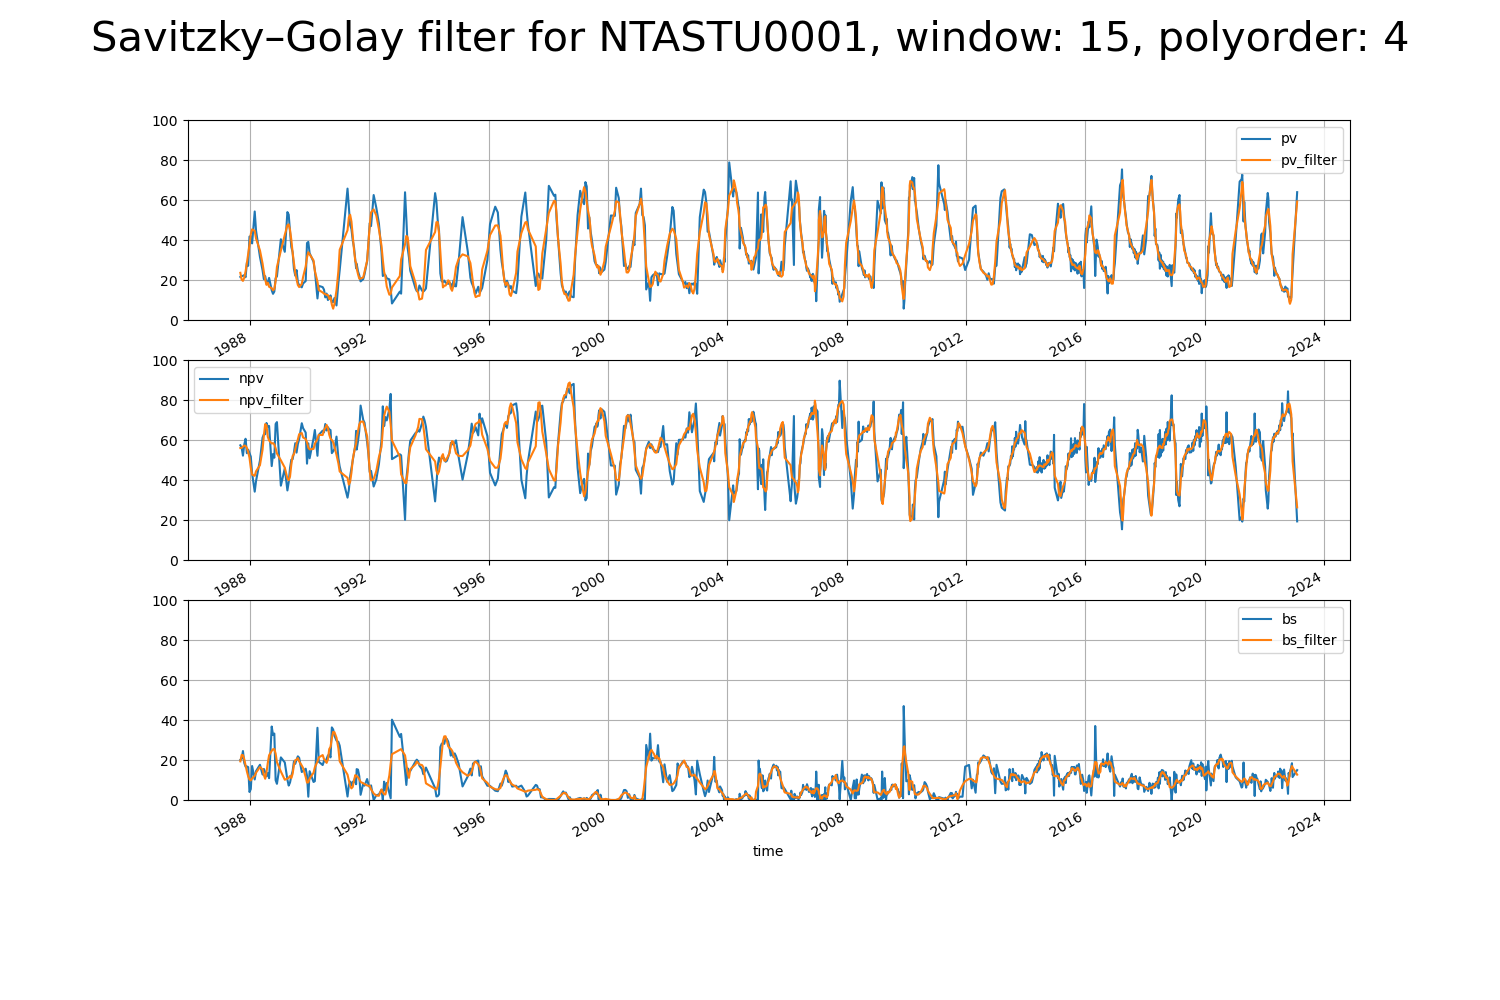 Savitzky–Golay filter for NTASTU0001, window: 15, polyorder: 4
100
80
60
40
20
0
pv
pv_filter
1988 1992 1996 2000 2004 2008 2012 2016 2020 2024
100
80
60
40
20
0
npv
npv_filter
1988 1992 1996 2000 2004 2008 2012 2016 2020 2024
100
80
60
40
20
0
bs
bs_filter
1988 1992 1996 2000 2004 2008 2012 2016 2020 2024
time